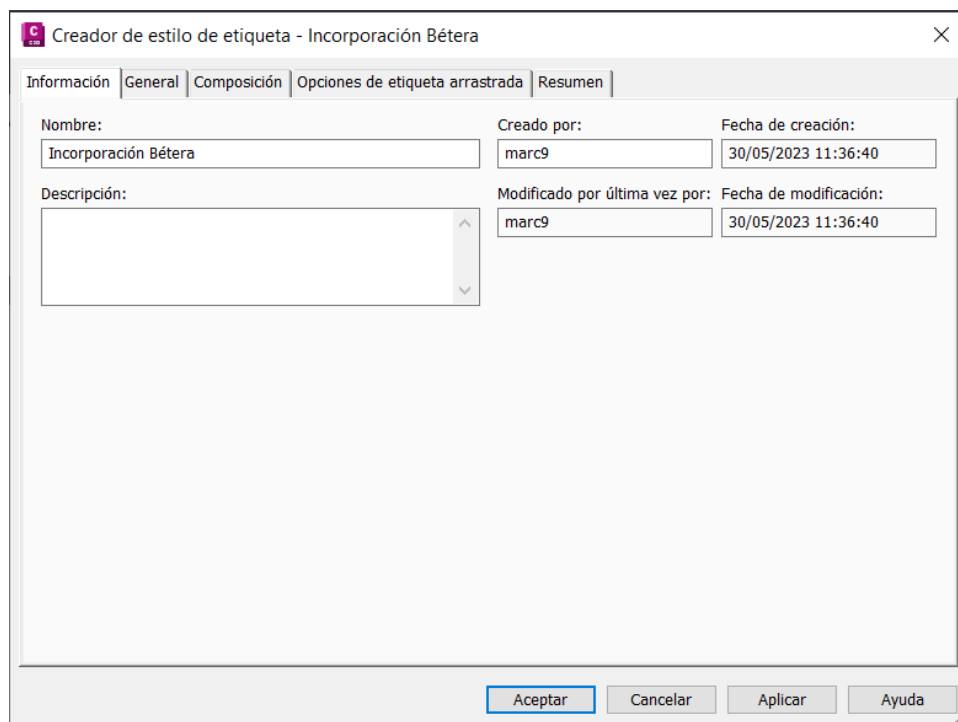 C
C3D
Creador de estilo de etiqueta - Incorporación Bétera
Información General Composición Opciones de etiqueta arrastrada Resumen
Nombre: Creado por: Fecha de creación:
Incorporación Bétera marc9 30/05/2023 11:36:40
Descripción: Modificado por última vez por: Fecha de modificación:
marc9 30/05/2023 11:36:40
Aceptar Cancelar Aplicar Ayuda